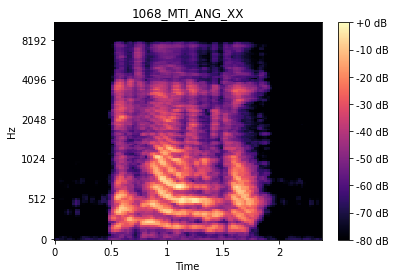 1068_MTI_ANG_XX
+0 dB
8192
-10 dB
4096
-20 dB
-30 dB
2048
Hz
-40 dB
1024
-50 dB
512
-60 dB
-70 dB
0
-80 dB
0 0.5 1 1.5 2
Time